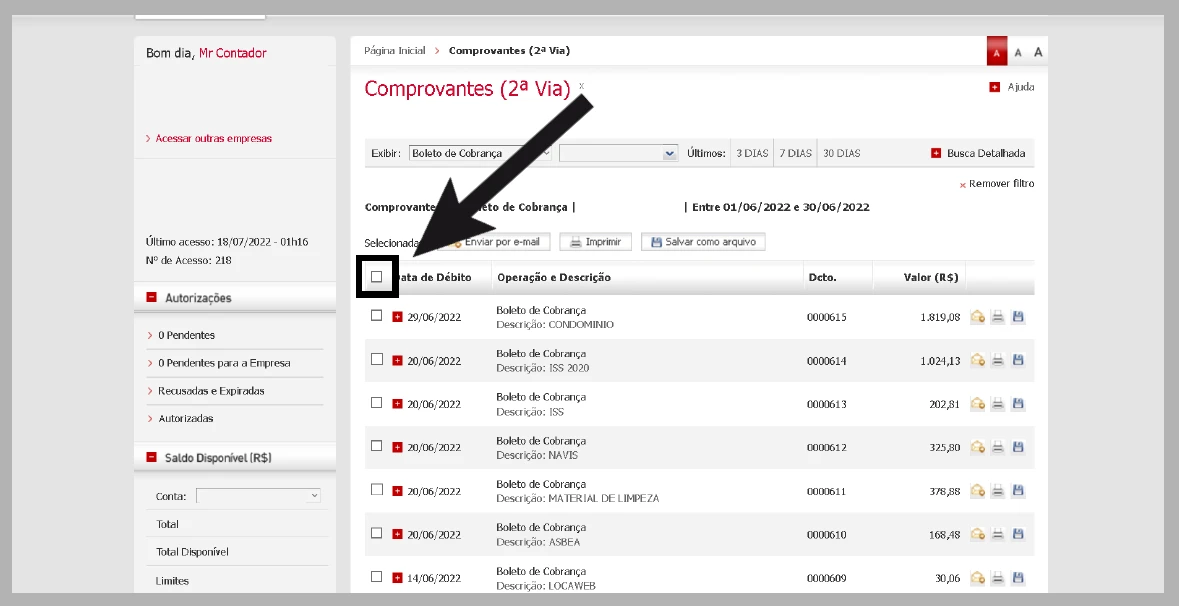 Bom dia, Mr Contador
Acessar outras empresas
Último acesso: 18/07/2022 - 01h16
Nº de Acesso: 218
Autorizações
0 Pendentes
0 Pendentes para a Empresa
Recusadas e Expiradas
Autorizadas
Saldo Disponível (R$)
Conta:
Total
Total Disponível
Limites
Página Inicial > Comprovantes (2ª Via)
A A A
Comprovantes (2ª Via) x
Ajuda
Exibir: Boleto de Cobrança Últimos: 3 DIAS 7 DIAS 30 DIAS Busca Detalhada
x Remover filtro
de Cobrança | | Entre 01/06/2022 e 30/06/2022
Enviar por e-mail Imprimir Salvar como arquivo
de Débito Operação e Descrição Dcto. Valor (R$)
29/06/2022 Boleto de Cobrança 0000615 1.819,08
Descrição: CONDOMINIO
20/06/2022 Boleto de Cobrança 0000614 1.024,13
Descrição: ISS 2020
20/06/2022 Boleto de Cobrança 0000613 202,81
Descrição: ISS
20/06/2022 Boleto de Cobrança 0000612 325,80
Descrição: NAVIS
20/06/2022 Boleto de Cobrança 0000611 378,88
Descrição: MATERIAL DE LIMPEZA
20/06/2022 Boleto de Cobrança 0000610 168,48
Descrição: ASBEA
14/06/2022 Boleto de Cobrança 0000609 30,06
Descrição: LOCAWEB